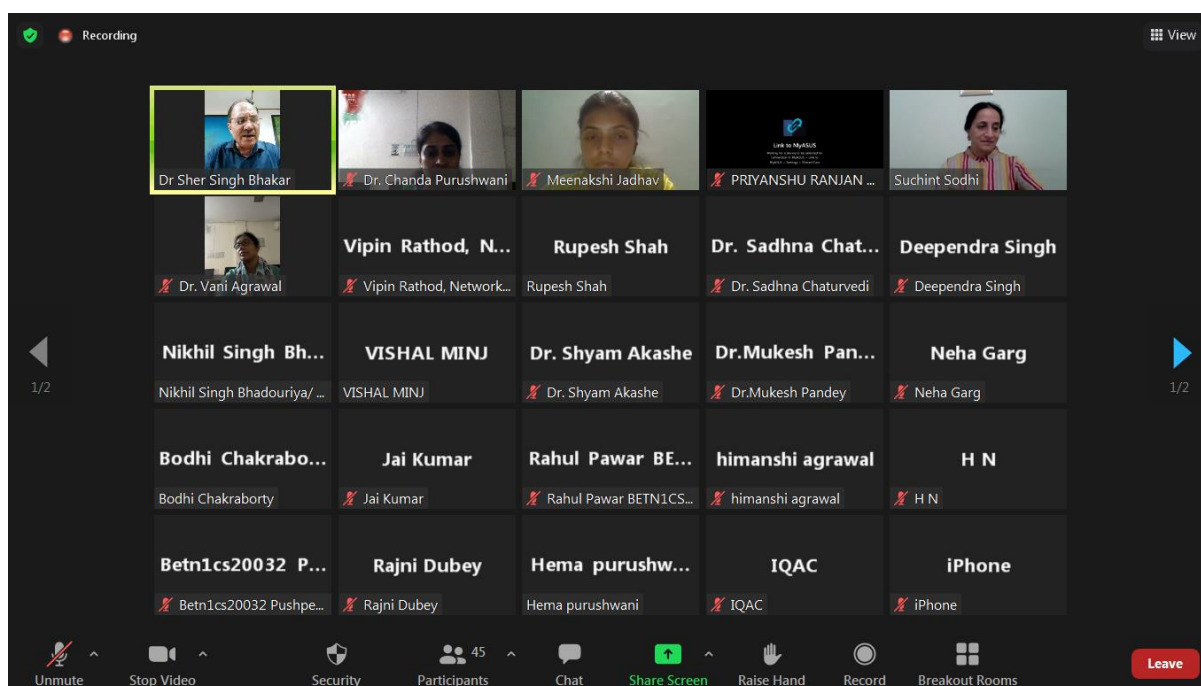 Recording
View
Link to MyASUS
Dr Sher Singh Bhakar
Dr. Chanda Purushwani
Meenakshi Jadhav
PRIYANSHU RANJAN ...
Suchint Sodhi
Vipin Rathod, N...
Rupesh Shah
Dr. Sadhna Chat...
Deependra Singh
Dr. Vani Agrawal
Vipin Rathod, Network...
Rupesh Shah
Dr. Sadhna Chaturvedi
Deependra Singh
Nikhil Singh Bh...
VISHAL MINJ
Dr. Shyam Akashe
Dr.Mukesh Pan...
Neha Garg
1/2
Nikhil Singh Bhadouriya/ ...
VISHAL MINJ
Dr. Shyam Akashe
Dr.Mukesh Pandey
Neha Garg
1/2
Bodhi Chakrabo...
Jai Kumar
Rahul Pawar BE...
himanshi agrawal
H N
Bodhi Chakraborty
Jai Kumar
Rahul Pawar BETN1CS...
himanshi agrawal
H N
Betn1cs20032 P...
Rajni Dubey
Hema purushw...
IQAC
iPhone
Betn1cs20032 Pushpe...
Rajni Dubey
Hema purushwani
IQAC
iPhone
45
Unmute
Stop Video
Security
Participants
Chat
Share Screen
Raise Hand
Record
Breakout Rooms
Leave